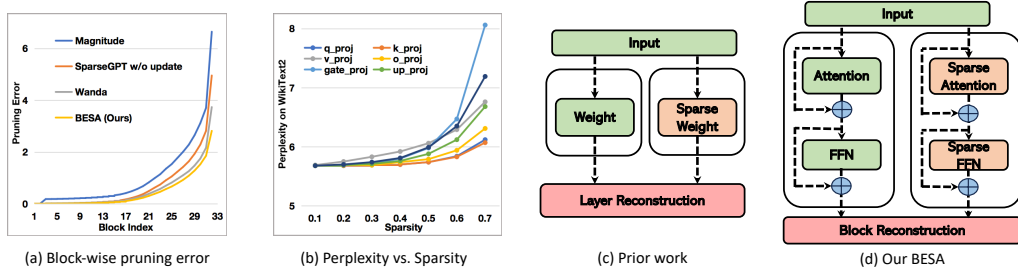 Pruning Error
6
4
2
0
Magnitude
SparseGPT w/o update
Wanda
BESA (Ours)
1 5 9 13 17 21 25 29 33
Block Index
(a) Block-wise pruning error
Perplexity WikiText2
8
7
6
5
q_proj k_proj
v_proj o_proj
gate_proj up_proj
0.1 0.2 0.3 0.4 0.5 0.6 0.7
Sparsity
(b) Perplexity vs. Sparsity
Input
Weight
Sparse
Weight
Layer Reconstruction
(c) Prior work
Input
Attention
Sparse
Attention
FFN
Sparse
FFN
Block Reconstruction
(d) Our BESA